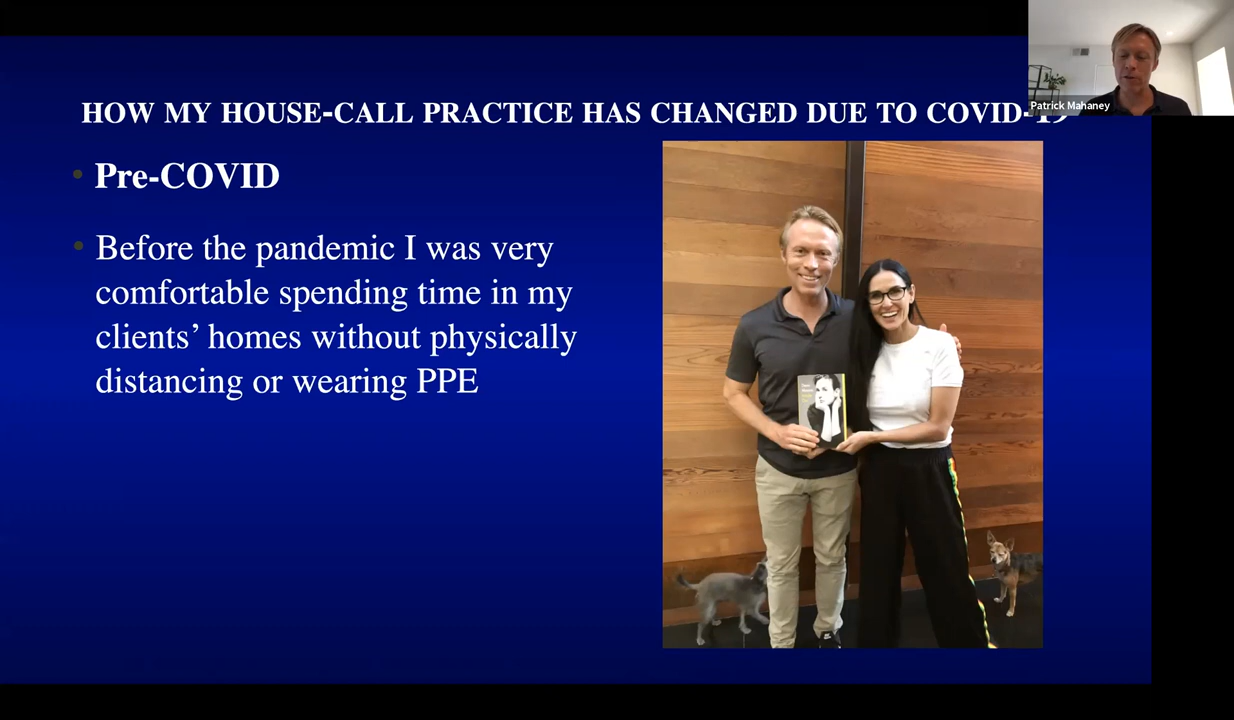 Patrick Mahaney
HOW MY HOUSE-CALL PRACTICE HAS CHANGED DUE TO COVID-19
Pre-COVID
Before the pandemic I was very
comfortable spending time in my
clients’ homes without physically
distancing or wearing PPE